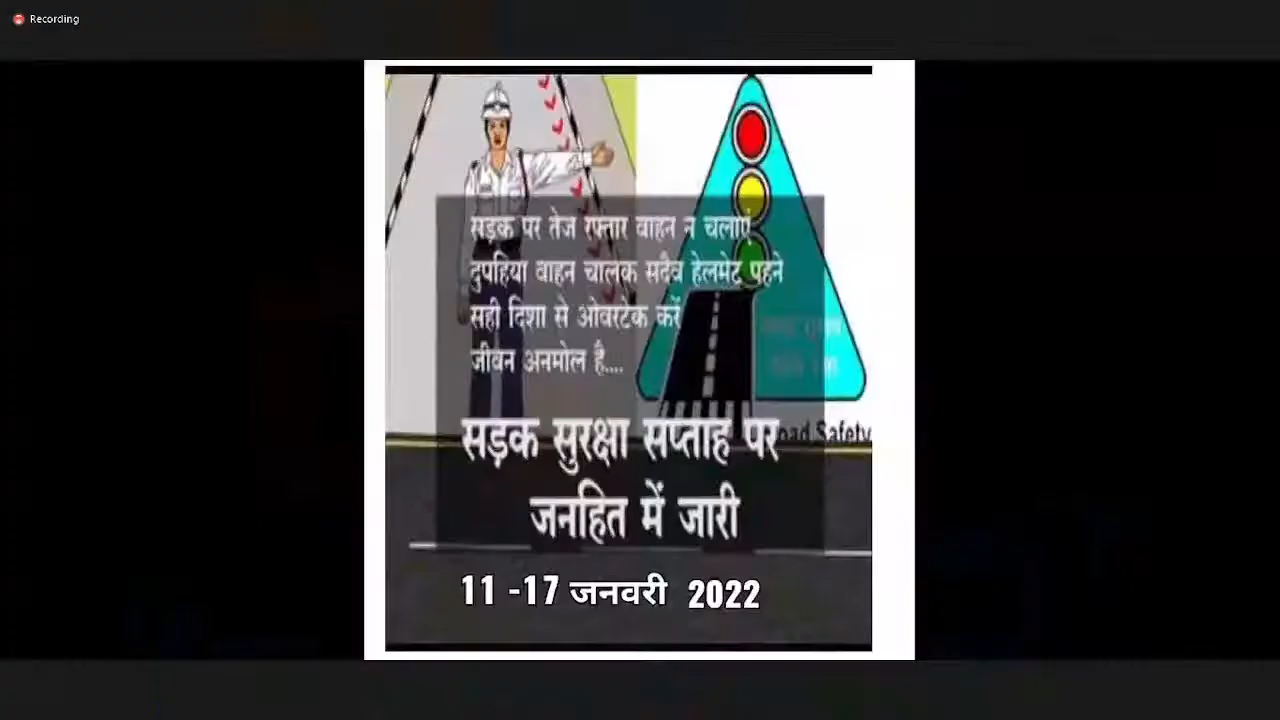 Recording
सड़क पर तेज रफ्तार वाहन न चलाएं
दुपहिया वाहन चालक सदैव हेलमेट पहने
सही दिशा से ओवरटेक करें
जीवन अनमोल है....
Safety
सड़क सुरक्षा सप्ताह पर
जनहित में जारी
11 -17 जनवरी 2022